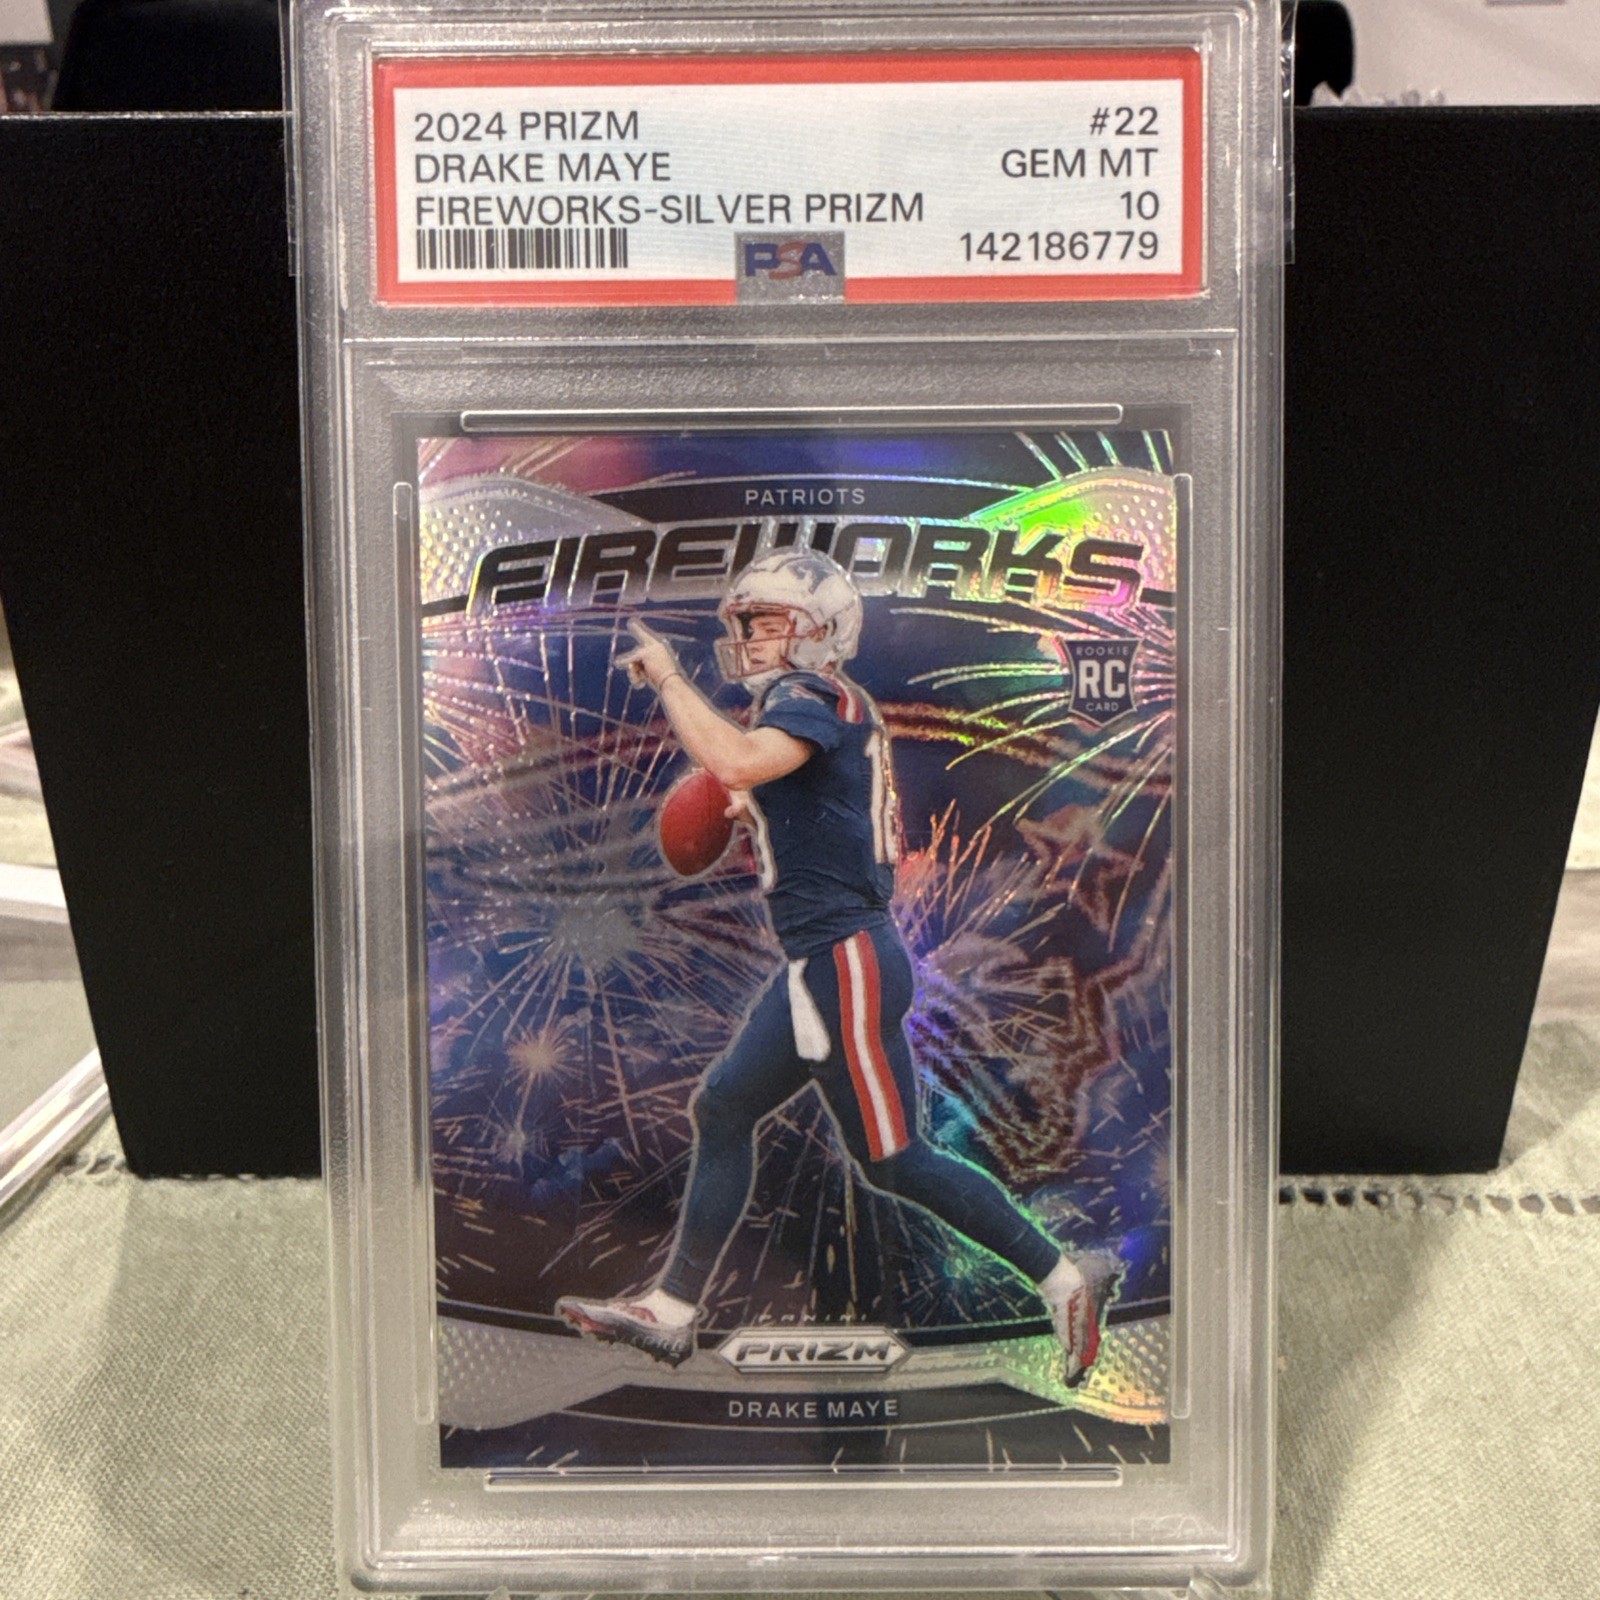 2024 PRIZM
DRAKE MAYE
FIREWORKS-SILVER PRIZM
#22
GEM MT
10
142186779
PSA
PATRIOTS
FIREWORKS
ROOKIE
RC
CARD
PANINI
PRIZM
DRAKE MAYE
PSA